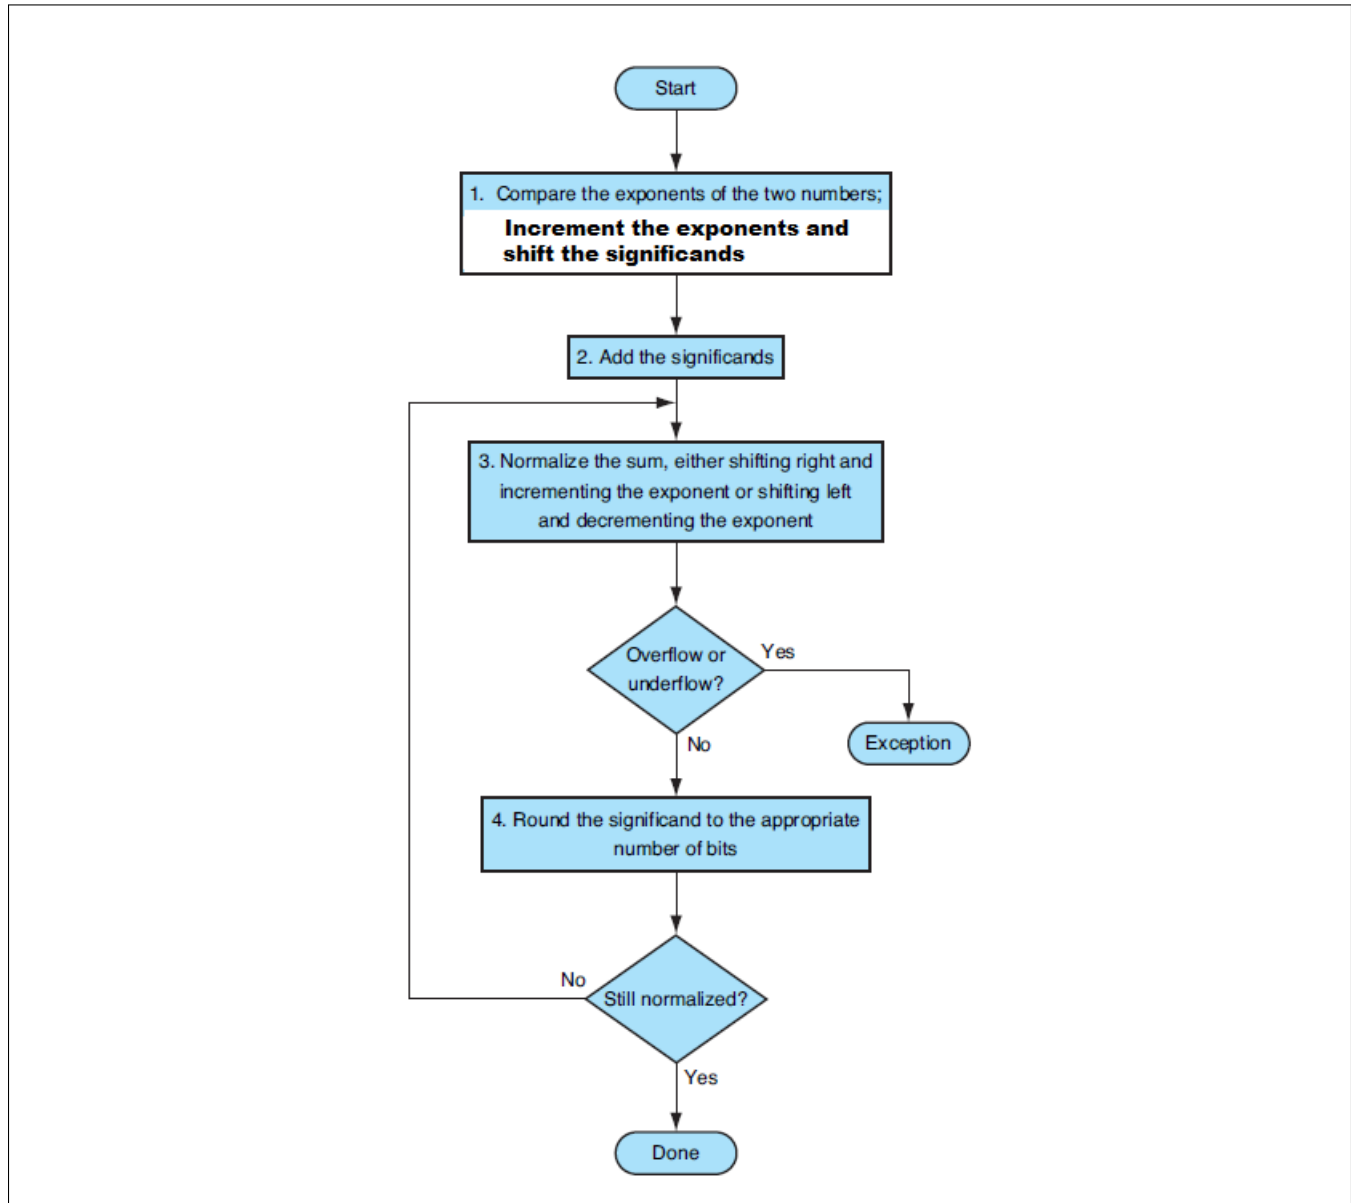 Start
1. Compare the exponents of the two numbers;
Increment the exponents and
shift the significands
2. Add the significands
3. Normalize the sum, either shifting right and
incrementing the exponent or shifting left
and decrementing the exponent
Overflow or
underflow?
Yes
No
Exception
4. Round the significand to the appropriate
number of bits
No
Still normalized?
Yes
Done